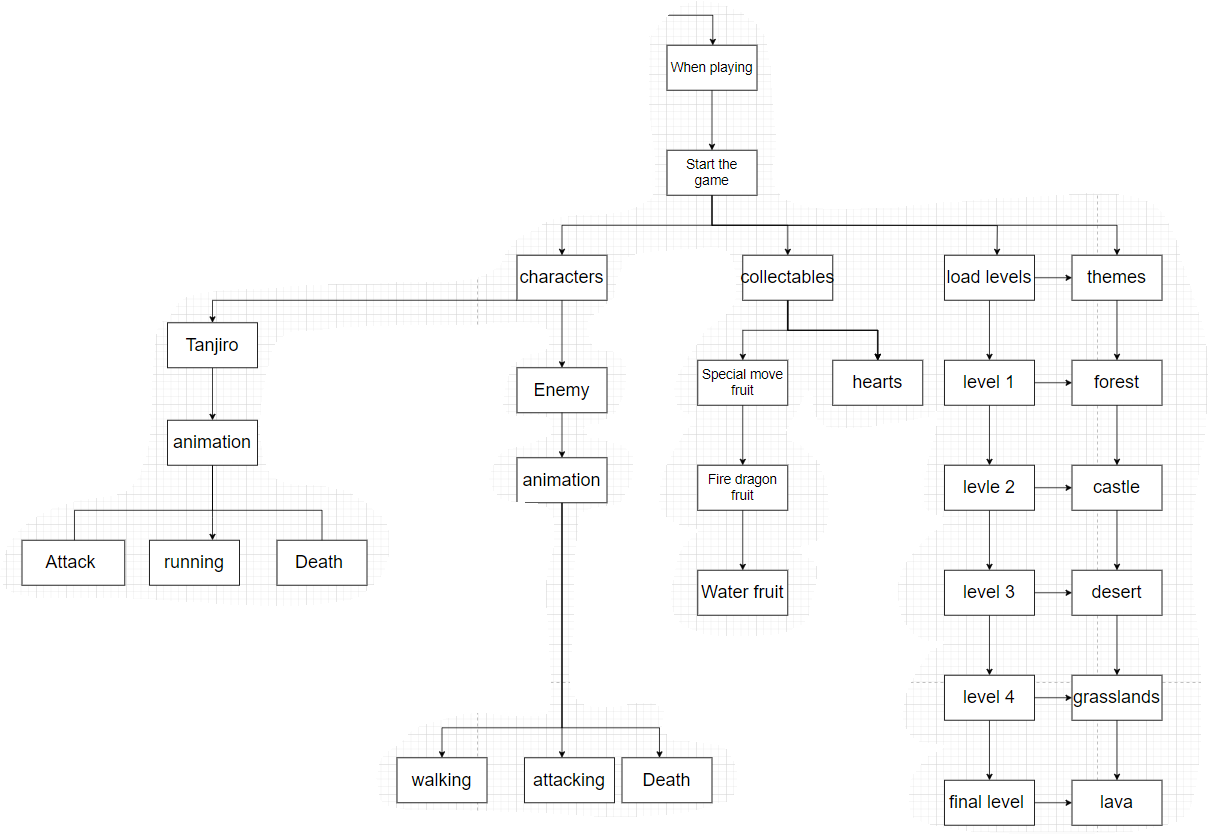 When playing
Start the
game
characters
collectables
load levels
themes
Tanjiro
Enemy
Special move
fruit
hearts
level 1
forest
animation
animation
Fire dragon
fruit
levle 2
castle
Attack
running
Death
Water fruit
level 3
desert
level 4
grasslands
walking
attacking
Death
final level
lava